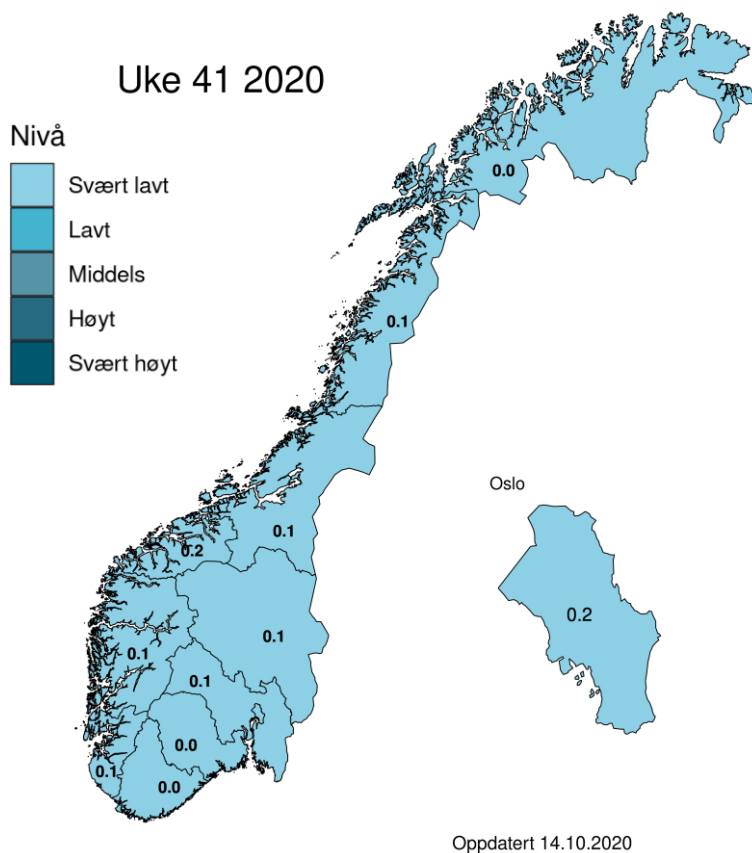 Uke 41 2020
Nivå
Svært lavt
Lavt
Middels
Høyt
Svært høyt
0.0
0.1
Oslo
0.1
0.2
0.2
0.1
0.1
0.1
0.0
0.1
0.0
Oppdatert 14.10.2020